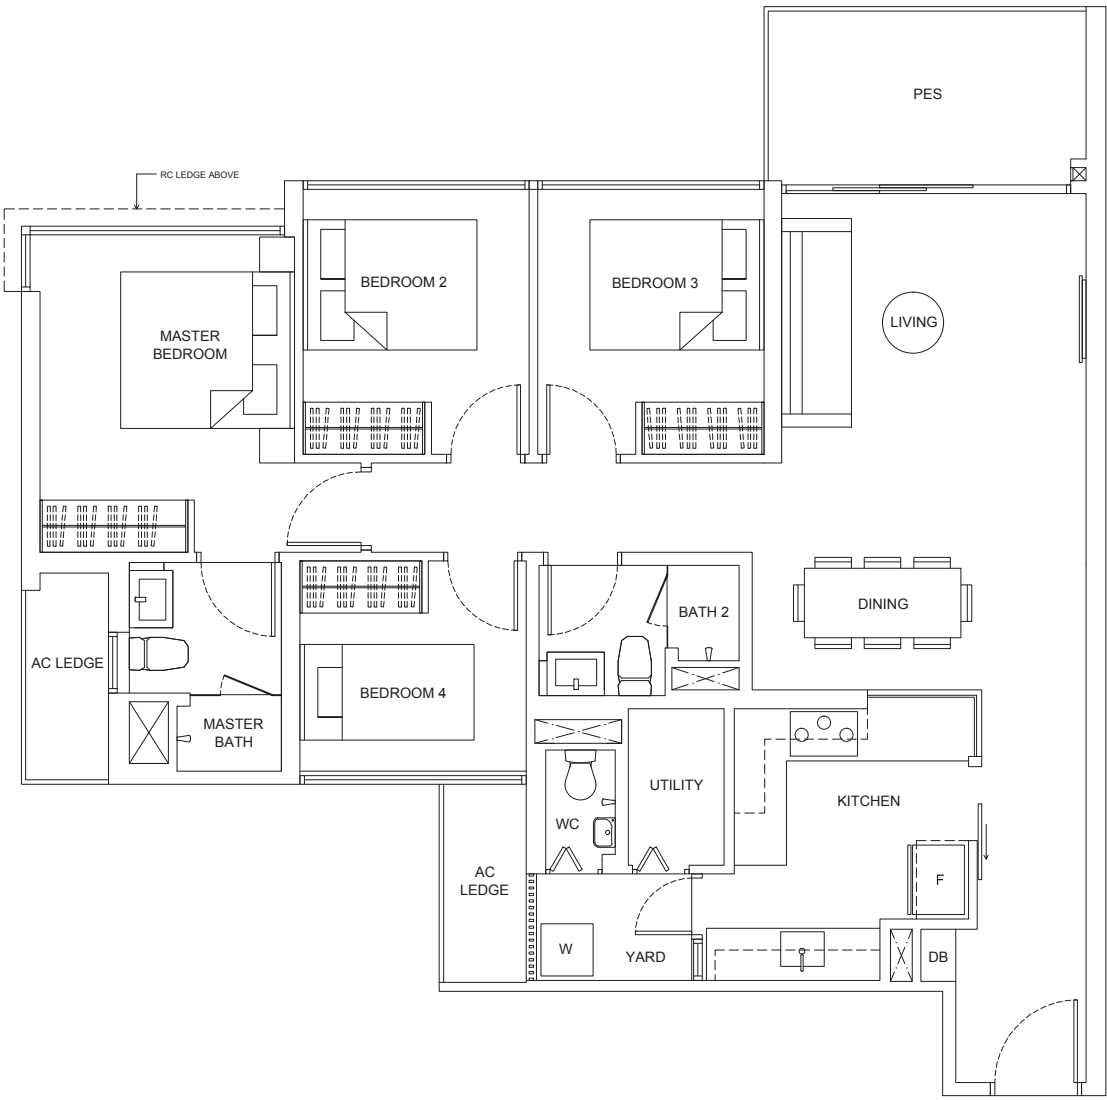 PES
RC LEDGE ABOVE
BEDROOM 2
BEDROOM 3
LIVING
MASTER
BEDROOM
DINING
BATH 2
AC LEDGE
BEDROOM 4
MASTER
BATH
UTILITY
KITCHEN
WC
AC
LEDGE
F
W
YARD
DB